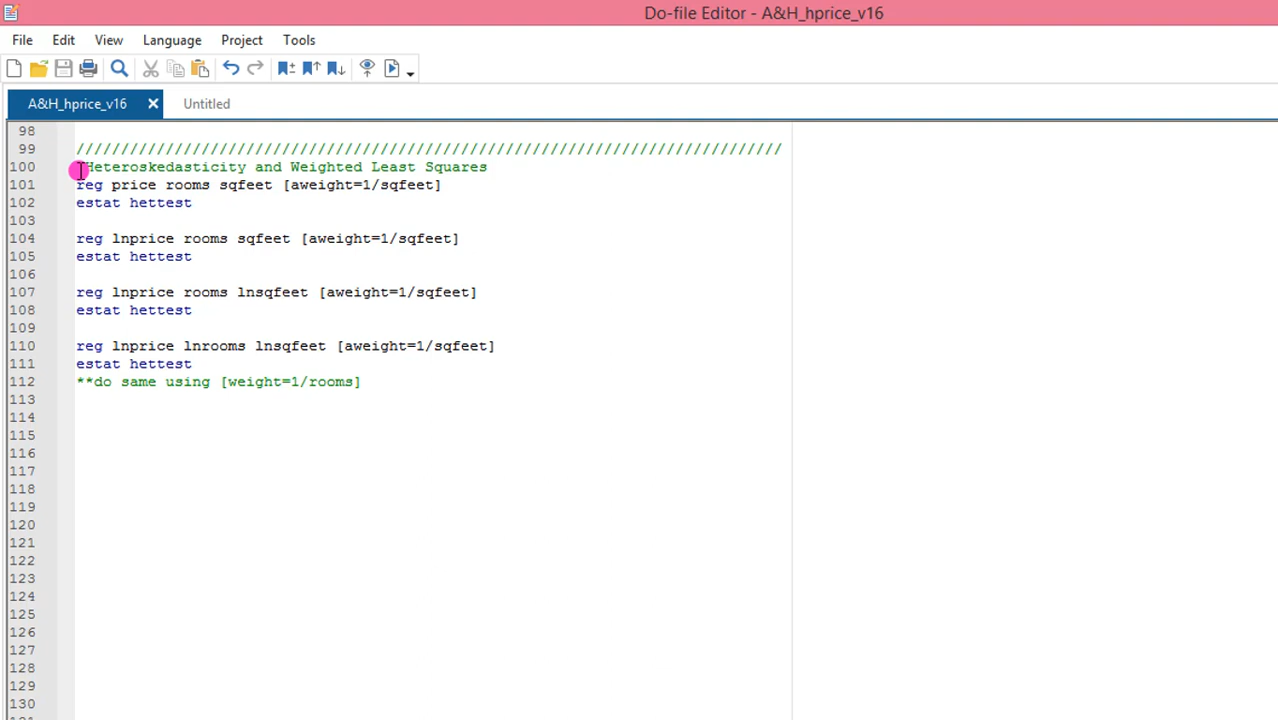 Do-file Editor - A&H_hprice_v16
File Edit View Language Project Tools
A&H_hprice_v16 Untitled
98
99 ///////////////////////////////////////////////////////////////////////////////
100 Heteroskedasticity and Weighted Least Squares
101 reg price rooms sqfeet [aweight=1/sqfeet]
102 estat hettest
103
104 reg lnprice rooms sqfeet [aweight=1/sqfeet]
105 estat hettest
106
107 reg lnprice rooms lnsqfeet [aweight=1/sqfeet]
108 estat hettest
109
110 reg lnprice lnrooms lnsqfeet [aweight=1/sqfeet]
111 estat hettest
112 **do same using [weight=1/rooms]
113
114
115
116
117
118
119
120
121
122
123
124
125
126
127
128
129
130